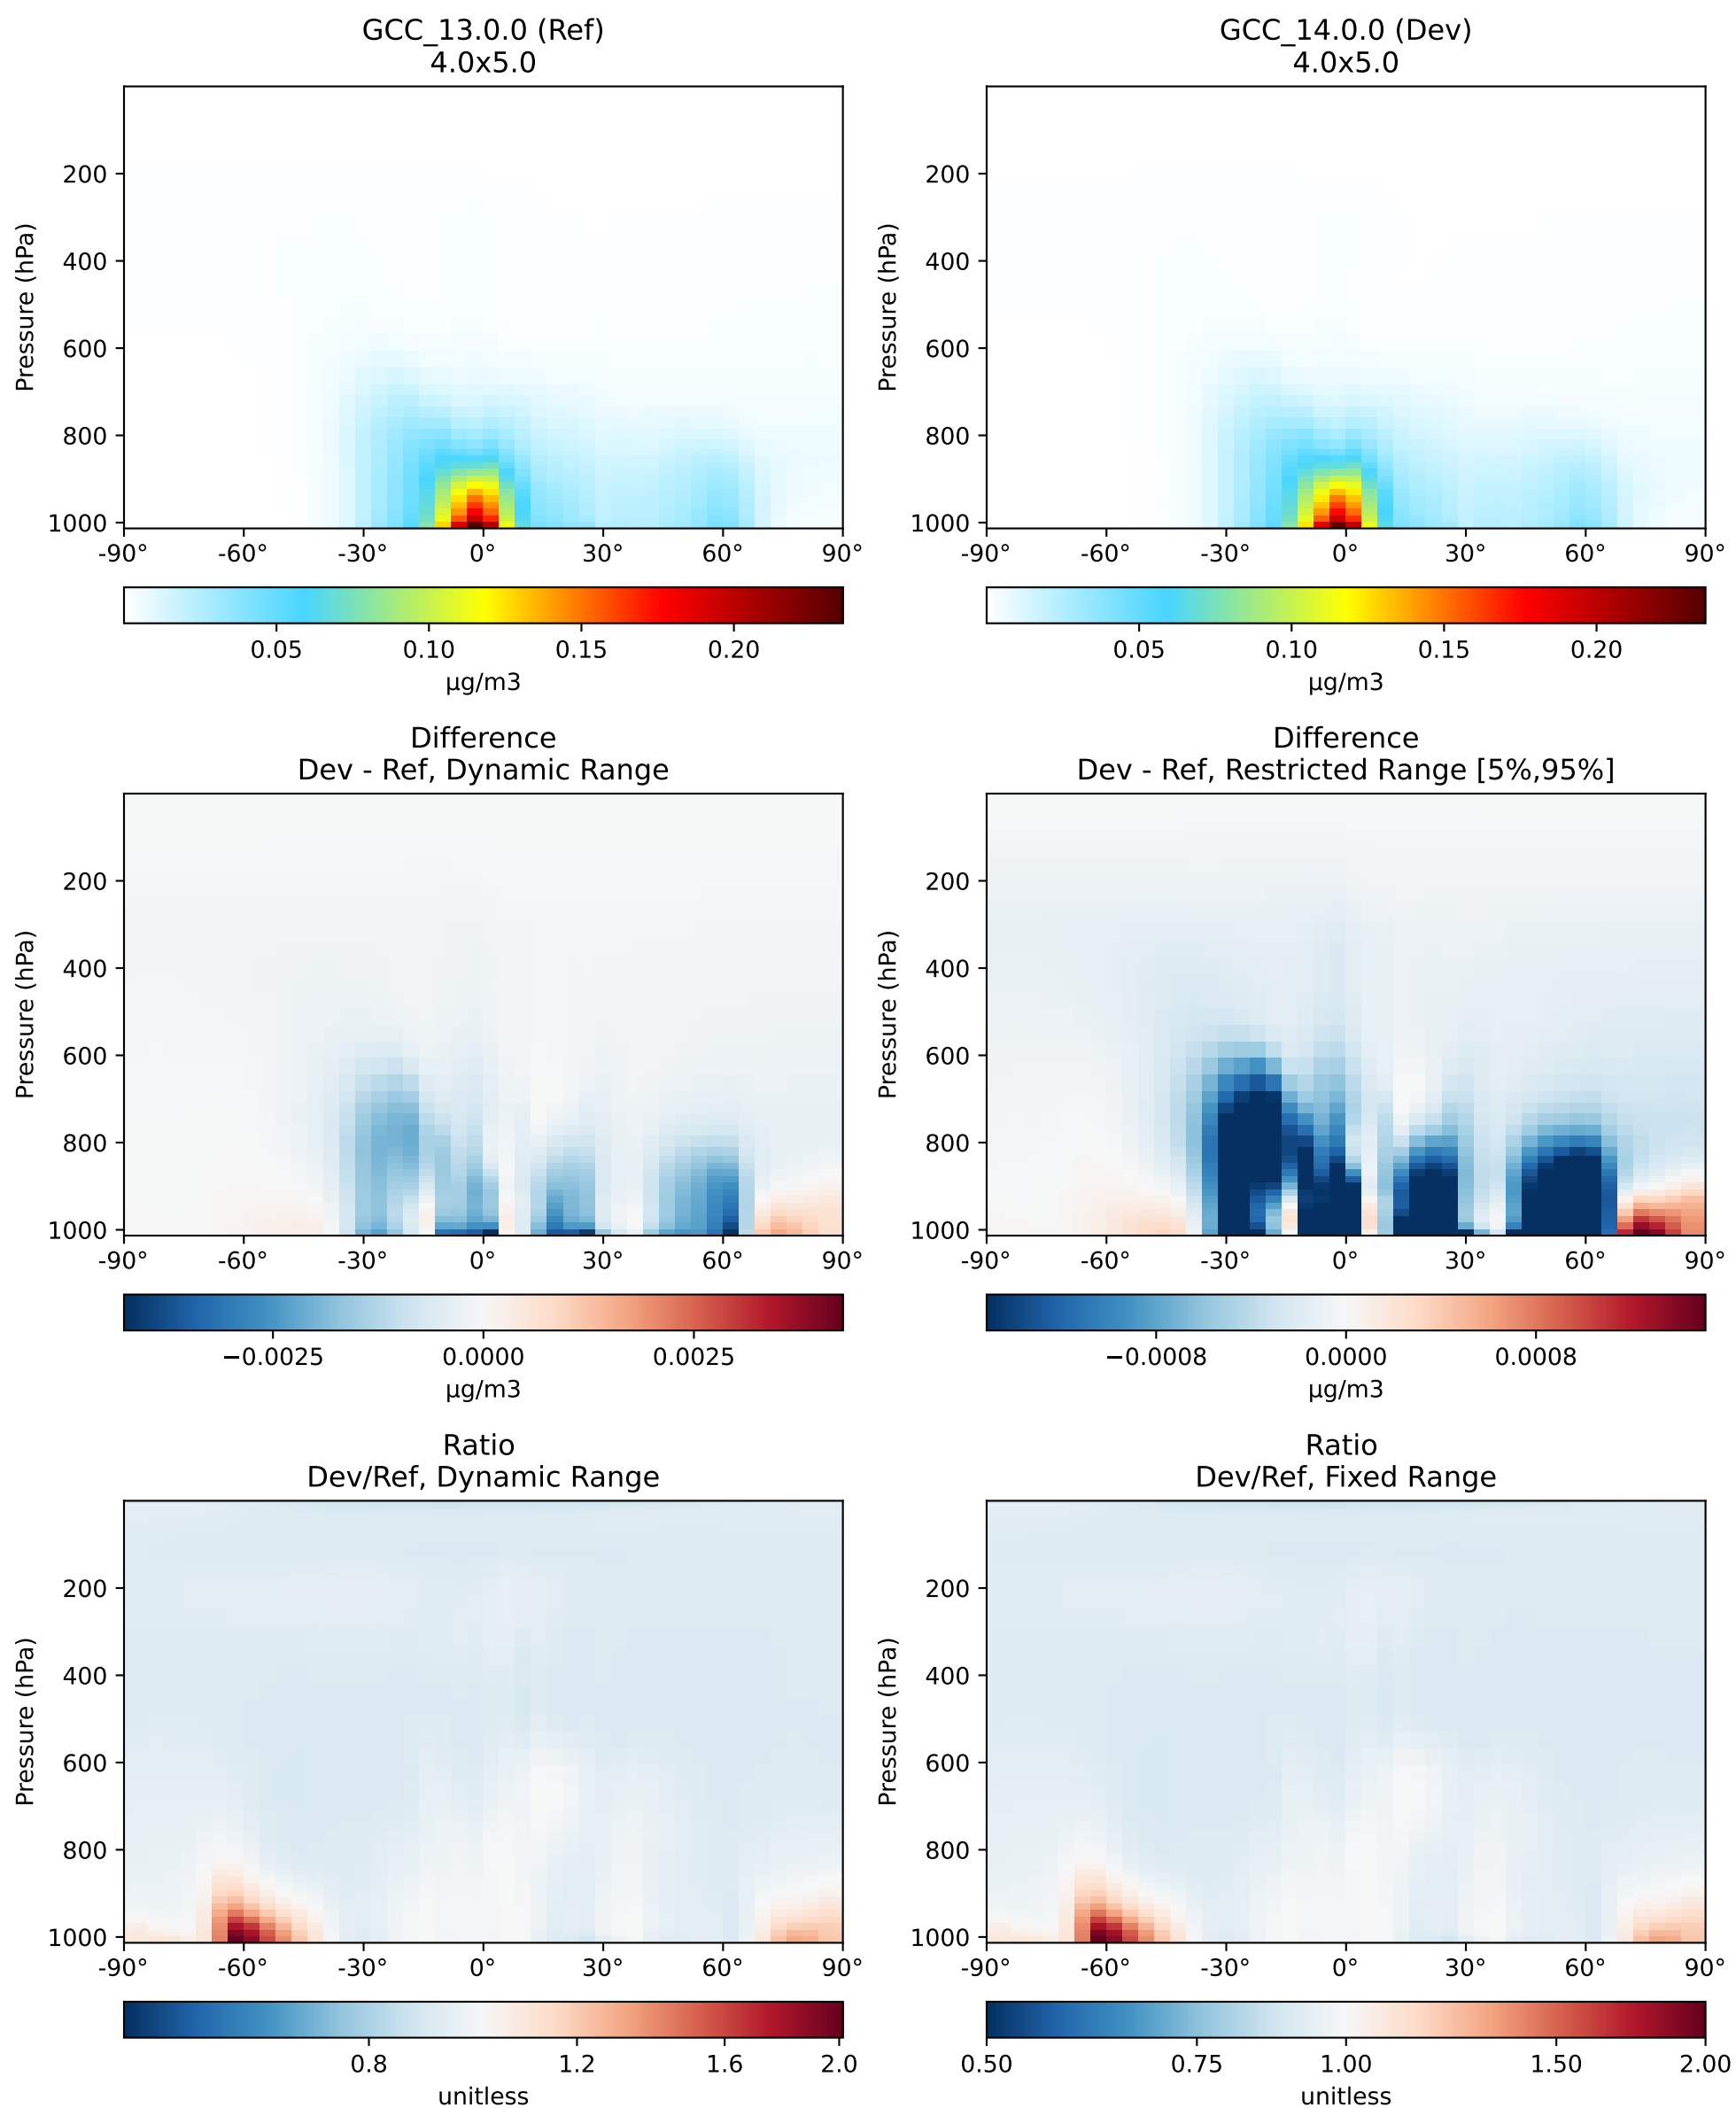 GCC_13.0.0 (Ref)
4.0x5.0
GCC_14.0.0 (Dev)
4.0x5.0
Pressure (hPa)
200
400
600
800
1000
-90° -60° -30° 0° 30° 60° 90°
0.05 0.10 0.15 0.20
μg/m3
Pressure (hPa)
200
400
600
800
1000
-90° -60° -30° 0° 30° 60° 90°
0.05 0.10 0.15 0.20
μg/m3
Difference
Dev - Ref, Dynamic Range
Difference
Dev - Ref, Restricted Range [5%,95%]
Pressure (hPa)
200
400
600
800
1000
-90° -60° -30° 0° 30° 60° 90°
−0.0025 0.0000 0.0025
μg/m3
Pressure (hPa)
200
400
600
800
1000
-90° -60° -30° 0° 30° 60° 90°
−0.0008 0.0000 0.0008
μg/m3
Ratio
Dev/Ref, Dynamic Range
Ratio
Dev/Ref, Fixed Range
Pressure (hPa)
200
400
600
800
1000
-90° -60° -30° 0° 30° 60° 90°
0.8 1.2 1.6 2.0
unitless
Pressure (hPa)
200
400
600
800
1000
-90° -60° -30° 0° 30° 60° 90°
0.50 0.75 1.00 1.50 2.00
unitless